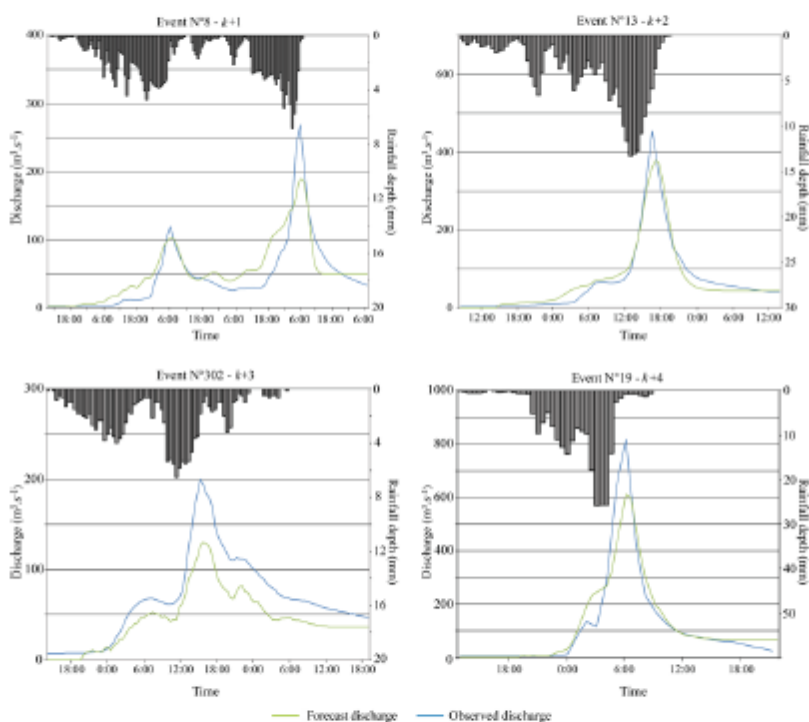 Event N°8 - k+1
Discharge (m³.s⁻¹)
400
300
200
100
0
0
4
8
12
16
20
Rainfall depth (mm)
18:00 6:00 18:00 6:00 18:00 6:00 18:00 6:00 18:00 6:00
Time
Event N°13 - k+2
Discharge (m³.s⁻¹)
600
400
200
0
0
5
10
15
20
25
30
Rainfall depth (mm)
12:00 18:00 0:00 6:00 12:00 18:00 0:00 6:00 12:00
Time
Event N°302 - k+3
Discharge (m³.s⁻¹)
300
200
100
0
0
4
8
12
16
20
Rainfall depth (mm)
18:00 0:00 6:00 12:00 6:00 0:00 6:00 12:00 18:00
Time
Event N°19 - k+4
Discharge (m³.s⁻¹)
1000
800
600
400
200
0
0
10
20
30
40
50
Rainfall depth (mm)
18:00 0:00 6:00 12:00 18:00
Time
Forecast discharge Observed discharge